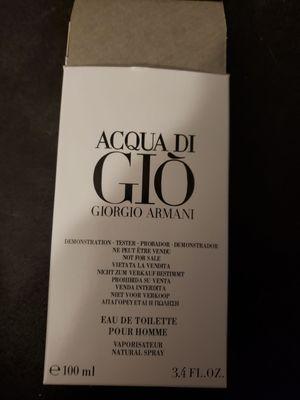 ACQUA DI
GIÒ
GIORGIO ARMANI
DEMONSTRATION - TESTER - PROBADOR - DEMONSTRADOR
NE PEUT ÊTRE VENDU
NOT FOR SALE
VIETATA LA VENDITA
NICHT ZUM VERKAUF BESTIMMT
PROHIBIDA SU VENTA
VENDA INTERDITA
NIET VOOR VERKOOP
ΑΠΑΓΟΡΕΥΕΤΑΙ Η ΠΩΛΗΣΗ
EAU DE TOILETTE
POUR HOMME
VAPORISATEUR
NATURAL SPRAY
℮ 100 ml 3.4 FL.OZ.